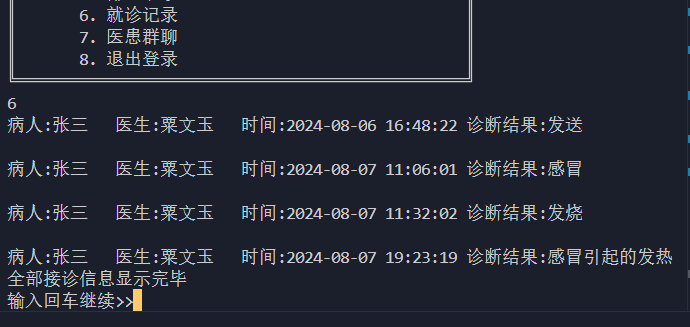 6. 就诊记录
7. 医患群聊
8. 退出登录
6
病人:张三 医生:粟文玉 时间:2024-08-06 16:48:22 诊断结果:发送
病人:张三 医生:粟文玉 时间:2024-08-07 11:06:01 诊断结果:感冒
病人:张三 医生:粟文玉 时间:2024-08-07 11:32:02 诊断结果:发烧
病人:张三 医生:粟文玉 时间:2024-08-07 19:23:19 诊断结果:感冒引起的发热
全部接诊信息显示完毕
输入回车继续>>